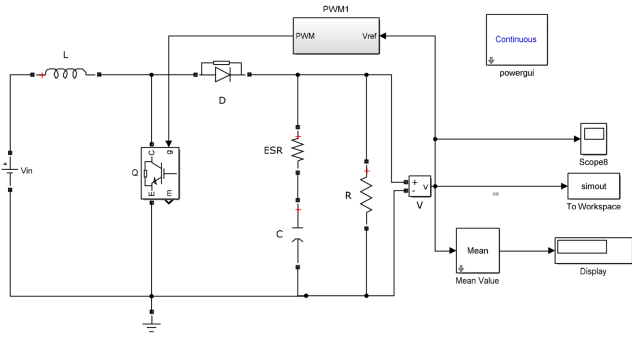 PWM1
PWM
Vref
Continuous
powergui
L
D
+
Vin
C
g
Q
E
m
ESR
R
C
+
-
v
V
Scope8
simout
To Workspace
Mean
Mean Value
Display